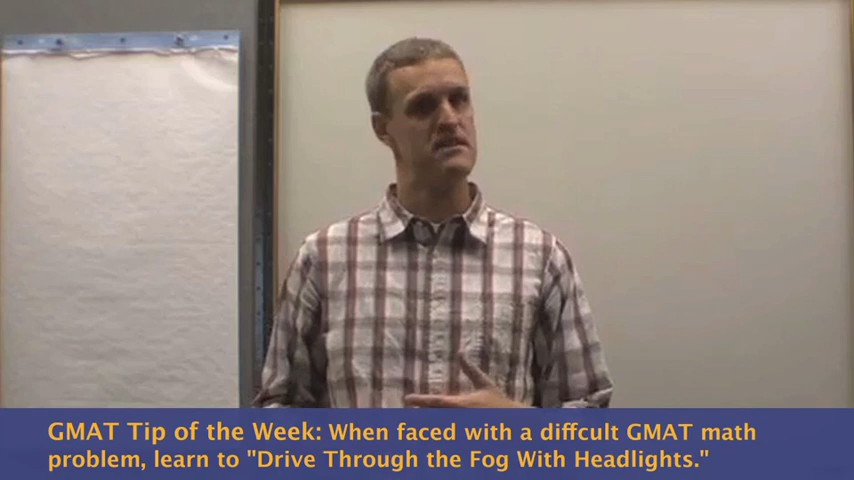 GMAT Tip of the Week: When faced with a diffcult GMAT math
problem, learn to "Drive Through the Fog With Headlights."